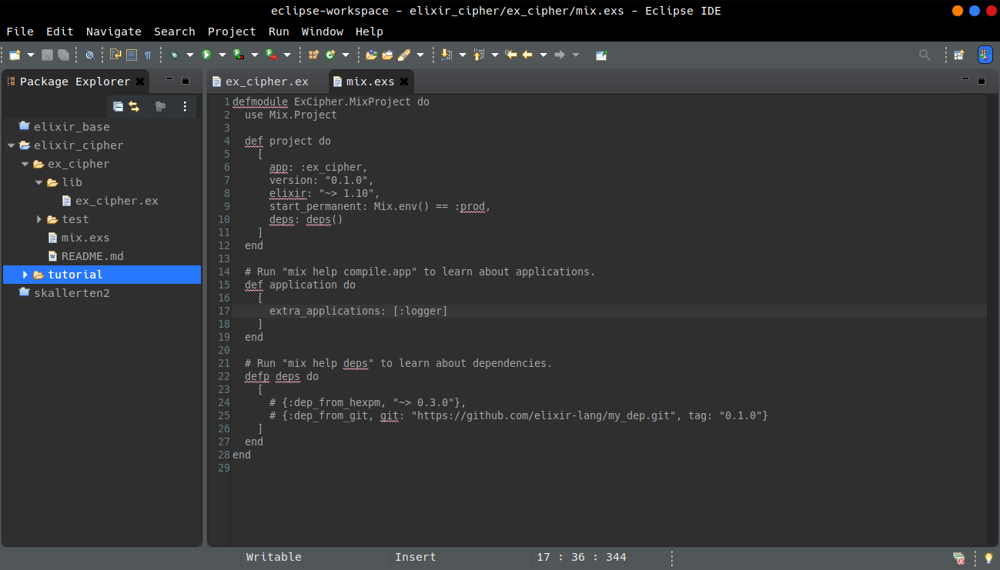 eclipse-workspace - elixir_cipher/ex_cipher/mix.exs - Eclipse IDE
File Edit Navigate Search Project Run Window Help
Package Explorer
elixir_base
elixir_cipher
ex_cipher
lib
ex_cipher.ex
test
mix.exs
README.md
tutorial
skallerten2
ex_cipher.ex mix.exs
1 defmodule ExCipher.MixProject do
2   use Mix.Project
3
4   def project do
5     [
6       app: :ex_cipher,
7       version: "0.1.0",
8       elixir: "~> 1.10",
9       start_permanent: Mix.env() == :prod,
10       deps: deps()
11     ]
12   end
13
14   # Run "mix help compile.app" to learn about applications.
15   def application do
16     [
17       extra_applications: [:logger]
18     ]
19   end
20
21   # Run "mix help deps" to learn about dependencies.
22   defp deps do
23     [
24       # {:dep_from_hexpm, "~> 0.3.0"},
25       # {:dep_from_git, git: "https://github.com/elixir-lang/my_dep.git", tag: "0.1.0"}
26     ]
27   end
28 end
29
Writable Insert 17 : 36 : 344